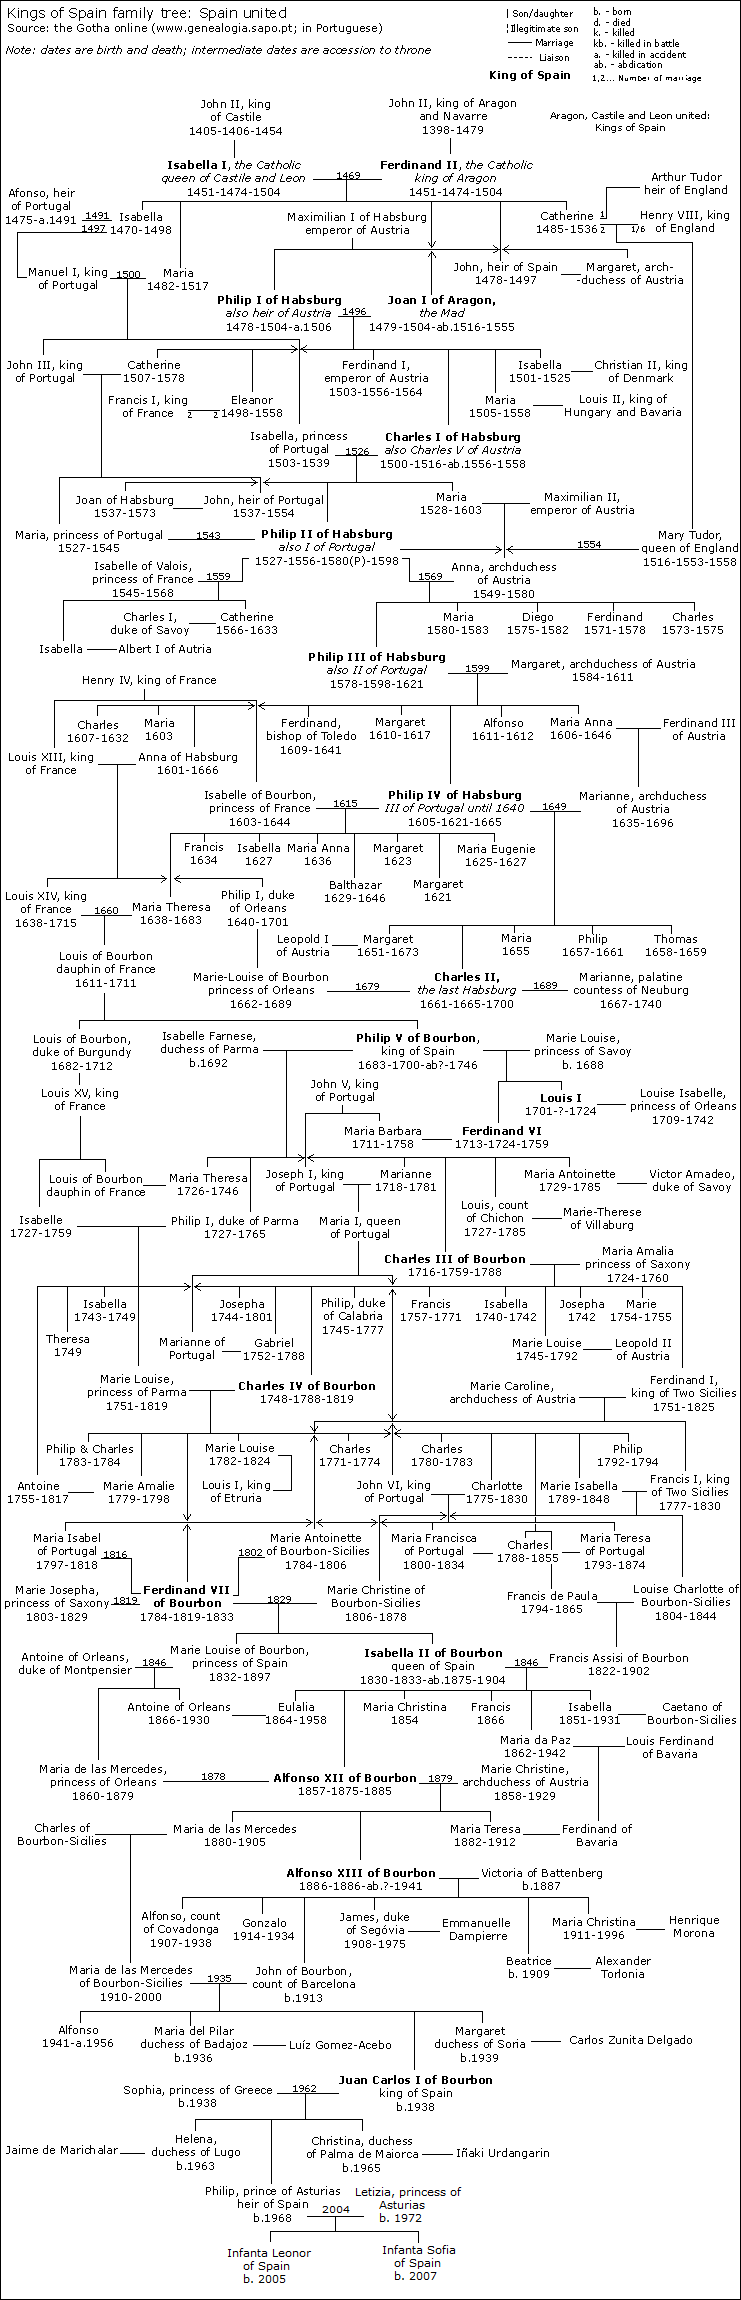 Kings of Spain family tree: Spain united
Source: the Gotha online (www.genealogia.sapo.pt; in Portuguese)
Note: dates are birth and death; intermediate dates are accession to throne
Son/daughter
Illegitimate son
Marriage
Liaison
King of Spain
b. - born
d. - died
k. - killed
kb. - killed in battle
a. - killed in accident
ab. - abdication
1,2... Number of marriage
John II, king
of Castile
1405-1406-1454
John II, king of Aragon
and Navarre
1398-1479
Aragon, Castile and Leon united:
Kings of Spain
Isabella I, the Catholic
queen of Castile and Leon
1451-1474-1504
1469
Ferdinand II, the Catholic
king of Aragon
1451-1474-1504
Arthur Tudor
heir of England
Afonso, heir
of Portugal
1475-a.1491
1491
1497
Isabella
1470-1498
Maximilian I of Habsburg
emperor of Austria
Catherine
1485-1536
1
2
1/6
Henry VIII, king
of England
Manuel I, king
of Portugal
1500
Maria
1482-1517
John, heir of Spain
1478-1497
Margaret, arch-
-duchess of Austria
Philip I of Habsburg
also heir of Austria
1478-1504-a.1506
1496
Joan I of Aragon,
the Mad
1479-1504-ab.1516-1555
John III, king
of Portugal
Catherine
1507-1578
Ferdinand I,
emperor of Austria
1503-1556-1564
Isabella
1501-1525
Christian II, king
of Denmark
Francis I, king
of France
2
2
Eleanor
1498-1558
Maria
1505-1558
Louis II, king of
Hungary and Bavaria
Isabella, princess
of Portugal
1503-1539
1526
Charles I of Habsburg
also Charles V of Austria
1500-1516-ab.1556-1558
Joan of Habsburg
1537-1573
John, heir of Portugal
1537-1554
Maria
1528-1603
Maximilian II,
emperor of Austria
Maria, princess of Portugal
1527-1545
1543
Philip II of Habsburg
also I of Portugal
1527-1556-1580(P)-1598
1554
Mary Tudor,
queen of England
1516-1553-1558
Isabelle of Valois,
princess of France
1545-1568
1559
1569
Anna, archduchess
of Austria
1549-1580
Charles I,
duke of Savoy
Catherine
1566-1633
Maria
1580-1583
Diego
1575-1582
Ferdinand
1571-1578
Charles
1573-1575
Isabella
Albert I of Autria
Philip III of Habsburg
also II of Portugal
1578-1598-1621
1599
Margaret, archduchess of Austria
1584-1611
Henry IV, king of France
Charles
1607-1632
Maria
1603
Ferdinand,
bishop of Toledo
1609-1641
Margaret
1610-1617
Alfonso
1611-1612
Maria Anna
1606-1646
Ferdinand III
of Austria
Louis XIII, king
of France
Anna of Habsburg
1601-1666
Isabelle of Bourbon,
princess of France
1603-1644
1615
Philip IV of Habsburg
III of Portugal until 1640
1605-1621-1665
1649
Marianne, archduchess
of Austria
1635-1696
Francis
1634
Isabella
1627
Maria Anna
1636
Margaret
1623
Maria Eugenie
1625-1627
Balthazar
1629-1646
Margaret
1621
Louis XIV, king
of France
1638-1715
1660
Maria Theresa
1638-1683
Philip I, duke
of Orleans
1640-1701
Leopold I
of Austria
Margaret
1651-1673
Maria
1655
Philip
1657-1661
Thomas
1658-1659
Louis of Bourbon
dauphin of France
1611-1711
Marie-Louise of Bourbon
princess of Orleans
1662-1689
1679
Charles II,
the last Habsburg
1661-1665-1700
1689
Marianne, palatine
countess of Neuburg
1667-1740
Louis of Bourbon,
duke of Burgundy
1682-1712
Isabelle Farnese,
duchess of Parma
b.1692
Philip V of Bourbon,
king of Spain
1683-1700-ab?-1746
Marie Louise,
princess of Savoy
b. 1688
Louis XV, king
of France
John V, king
of Portugal
Louis I
1701-?-1724
Louise Isabelle,
princess of Orleans
1709-1742
Maria Barbara
1711-1758
Ferdinand VI
1713-1724-1759
Louis of Bourbon
dauphin of France
Maria Theresa
1726-1746
Joseph I, king
of Portugal
Marianne
1718-1781
Maria Antoinette
1729-1785
Victor Amadeo,
duke of Savoy
Isabelle
1727-1759
Philip I, duke of Parma
1727-1765
Maria I, queen
of Portugal
Louis, count
of Chichon
1727-1785
Marie-Therese
of Villaburg
Charles III of Bourbon
1716-1759-1788
Maria Amalia
princess of Saxony
1724-1760
Isabella
1743-1749
Josepha
1744-1801
Philip, duke
of Calabria
1745-1777
Francis
1757-1771
Isabella
1740-1742
Josepha
1742
Marie
1754-1755
Theresa
1749
Marianne of
Portugal
Gabriel
1752-1788
Marie Louise
1745-1792
Leopold II
of Austria
Marie Louise,
princess of Parma
1751-1819
Charles IV of Bourbon
1748-1788-1819
Marie Caroline,
archduchess of Austria
Ferdinand I,
king of Two Sicilies
1751-1825
Philip & Charles
1783-1784
Marie Louise
1782-1824
Charles
1771-1774
Charles
1780-1783
Philip
1792-1794
Antoine
1755-1817
Marie Amalie
1779-1798
Louis I, king of
Etruria
John VI, king
of Portugal
Charlotte
1775-1830
Marie Isabella
1789-1848
Francis I, king
of Two Sicilies
1777-1830
Maria Isabel
of Portugal
1797-1818
1816
1802
Marie Antoinette
of Bourbon-Sicilies
1784-1806
Maria Francisca
of Portugal
1800-1834
Charles
1788-1855
Maria Teresa
of Portugal
1793-1874
Marie Josepha,
princess of Saxony
1803-1829
1819
Ferdinand VII
of Bourbon
1784-1819-1833
1829
Marie Christine of
Bourbon-Sicilies
1806-1878
Francis de Paula
1794-1865
Louise Charlotte of
Bourbon-Sicilies
1804-1844
Antoine of Orleans,
duke of Montpensier
1846
Marie Louise of Bourbon,
princess of Spain
1832-1897
Isabella II of Bourbon
queen of Spain
1830-1833-ab.1875-1904
1846
Francis Assisi of Bourbon
1822-1902
Antoine of Orleans
1866-1930
Eulalia
1864-1958
Maria Christina
1854
Francis
1866
Isabella
1851-1931
Caetano of
Bourbon-Sicilies
Maria da Paz
1862-1942
Louis Ferdinand
of Bavaria
Maria de las Mercedes,
princess of Orleans
1860-1879
1878
Alfonso XII of Bourbon
1857-1875-1885
1879
Marie Christine,
archduchess of Austria
1858-1929
Charles of
Bourbon-Sicilies
Maria de las Mercedes
1880-1905
Maria Teresa
1882-1912
Ferdinand of
Bavaria
Alfonso XIII of Bourbon
1886-1886-ab.?-1941
Victoria of Battenberg
b.1887
Alfonso, count
of Covadonga
1907-1938
Gonzalo
1914-1934
James, duke
of Segóvia
1908-1975
Emmanuelle
Dampierre
Maria Christina
1911-1996
Henrique
Morona
Beatrice
b. 1909
Alexander
Torlonia
Maria de las Mercedes
of Bourbon-Sicilies
1910-2000
1935
John of Bourbon,
count of Barcelona
b.1913
Alfonso
1941-a.1956
Maria del Pilar
duchess of Badajoz
b.1936
Luíz Gomez-Acebo
Margaret
duchess of Soria
b.1939
Carlos Zunita Delgado
Sophia, princess of Greece
b.1938
1962
Juan Carlos I of Bourbon
king of Spain
b.1938
Jaime de Marichalar
Helena,
duchess of Lugo
b.1963
Christina, duchess
of Palma de Maiorca
b.1965
Iñaki Urdangarin
Philip, prince of Asturias
heir of Spain
b.1968
2004
Letizia, princess of
Asturias
b. 1972
Infanta Leonor
of Spain
b. 2005
Infanta Sofia
of Spain
b. 2007